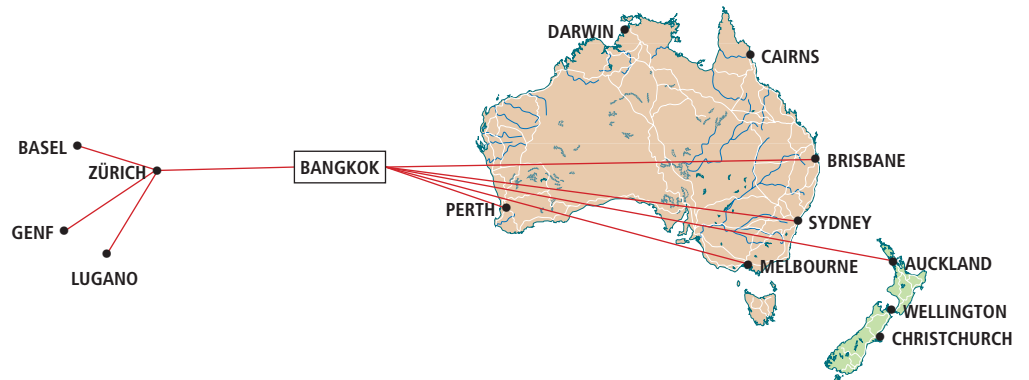 DARWIN
CAIRNS
BASEL
ZÜRICH
BANGKOK
BRISBANE
PERTH
SYDNEY
GENF
LUGANO
MELBOURNE
AUCKLAND
WELLINGTON
CHRISTCHURCH